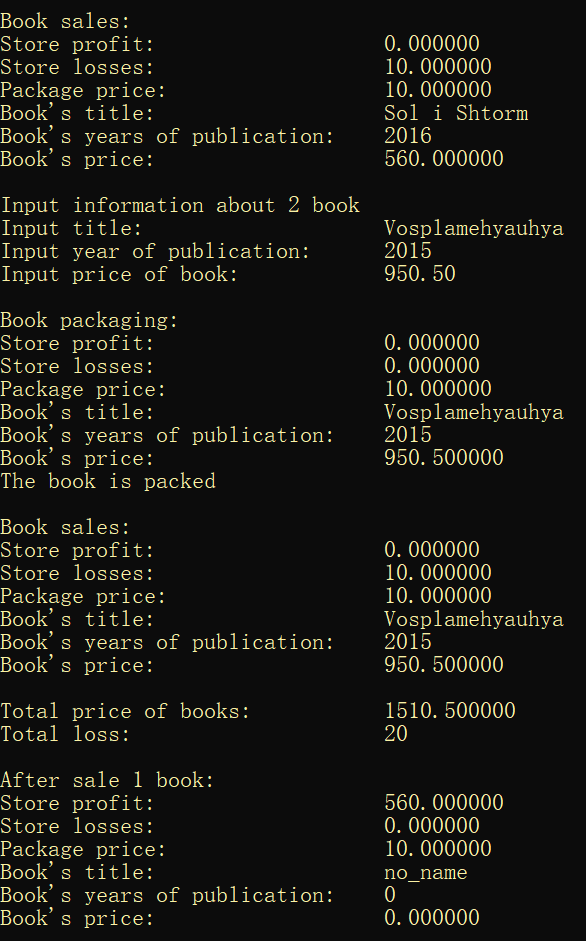 Book sales:
Store profit: 0.000000
Store losses: 10.000000
Package price: 10.000000
Book's title: Sol i Shtorm
Book's years of publication: 2016
Book's price: 560.000000
Input information about 2 book
Input title: Vosplamehyauhya
Input year of publication: 2015
Input price of book: 950.50
Book packaging:
Store profit: 0.000000
Store losses: 0.000000
Package price: 10.000000
Book's title: Vosplamehyauhya
Book's years of publication: 2015
Book's price: 950.500000
The book is packed
Book sales:
Store profit: 0.000000
Store losses: 10.000000
Package price: 10.000000
Book's title: Vosplamehyauhya
Book's years of publication: 2015
Book's price: 950.500000
Total price of books: 1510.500000
Total loss: 20
After sale 1 book:
Store profit: 560.000000
Store losses: 0.000000
Package price: 10.000000
Book's title: no_name
Book's years of publication: 0
Book's price: 0.000000